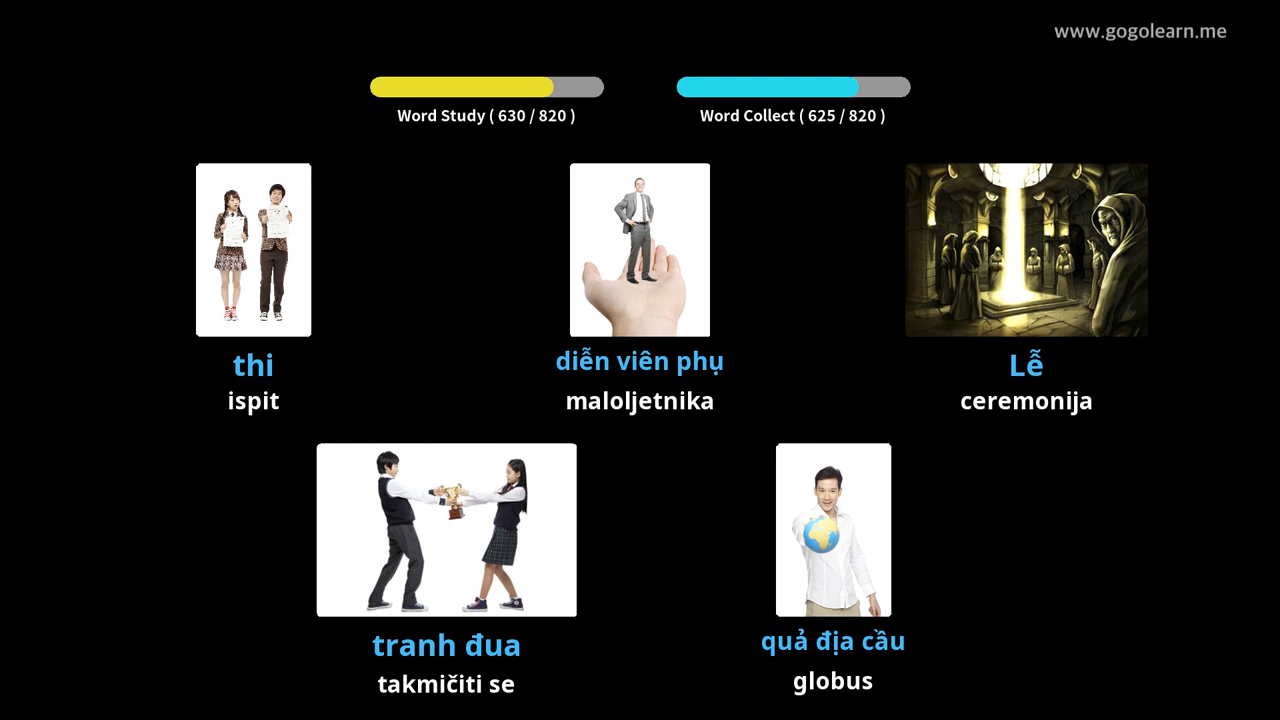 www.gogolearn.me
Word Study ( 630 / 820 )
Word Collect ( 625 / 820 )
thi
ispit
diễn viên phụ
maloljetnika
Lễ
ceremonija
tranh đua
takmičiti se
quả địa cầu
globus